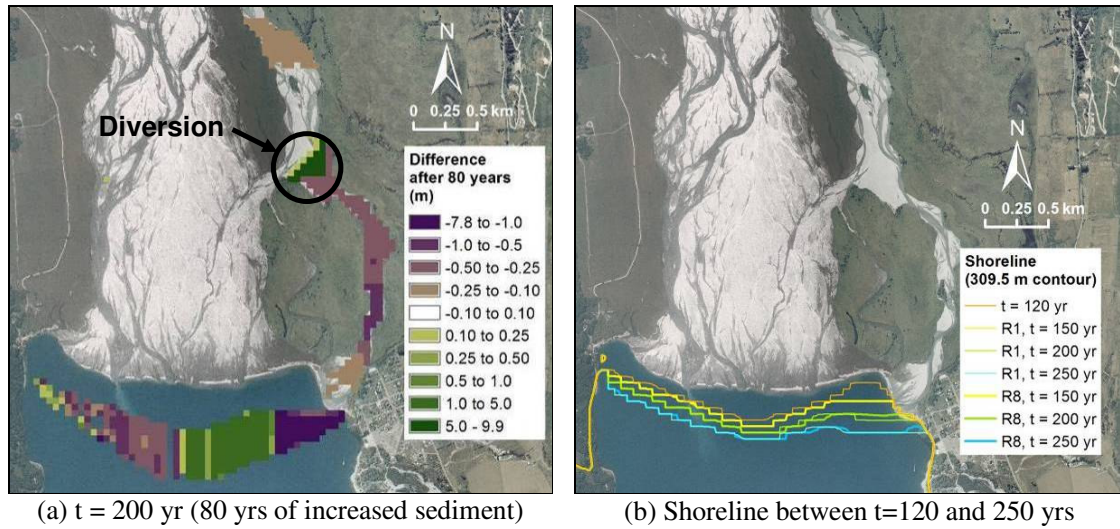 N
0 0.25 0.5 km
Diversion
Difference
after 80 years
(m)
-7.8 to -1.0
-1.0 to -0.5
-0.50 to -0.25
-0.25 to -0.10
-0.10 to 0.10
0.10 to 0.25
0.25 to 0.50
0.5 to 1.0
1.0 to 5.0
5.0 - 9.9
(a) t = 200 yr (80 yrs of increased sediment)
N
0 0.25 0.5 km
Shoreline
(309.5 m contour)
t = 120 yr
R1, t = 150 yr
R1, t = 200 yr
R1, t = 250 yr
R8, t = 150 yr
R8, t = 200 yr
R8, t = 250 yr
(b) Shoreline between t=120 and 250 yrs